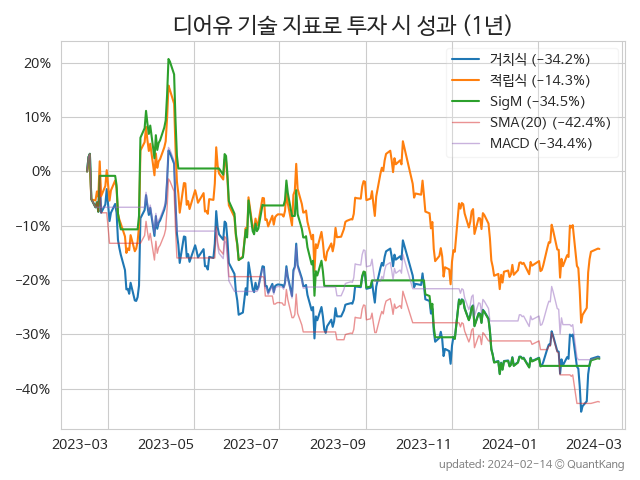 디어유 기술 지표로 투자 시 성과 (1년)
거치식 (−34.2%)
적립식 (−14.3%)
SigM (−34.5%)
SMA(20) (−42.4%)
MACD (−34.4%)
20%
10%
0%
−10%
−20%
−30%
−40%
2023−03 2023−05 2023−07 2023−09 2023−11 2024−01 2024−03
updated: 2024−02−14 © QuantKang